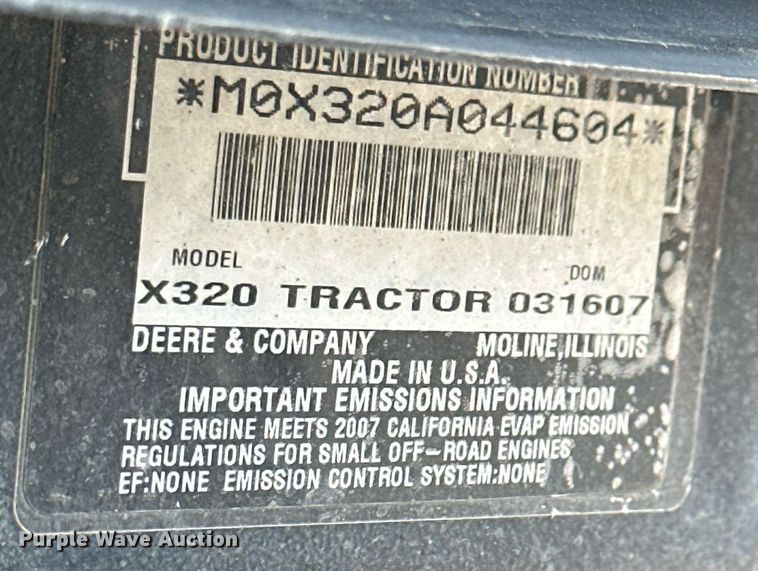 PRODUCT IDENTIFICATION NUMBER
*M0X320A044604*
MODEL DOM
X320 TRACTOR 031607
DEERE & COMPANY MOLINE,ILLINOIS
MADE IN U.S.A.
IMPORTANT EMISSIONS INFORMATION
THIS ENGINE MEETS 2007 CALIFORNIA EVAP EMISSION
REGULATIONS FOR SMALL OFF-ROAD ENGINES
EF:NONE EMISSION CONTROL SYSTEM:NONE
Purple Wave Auction